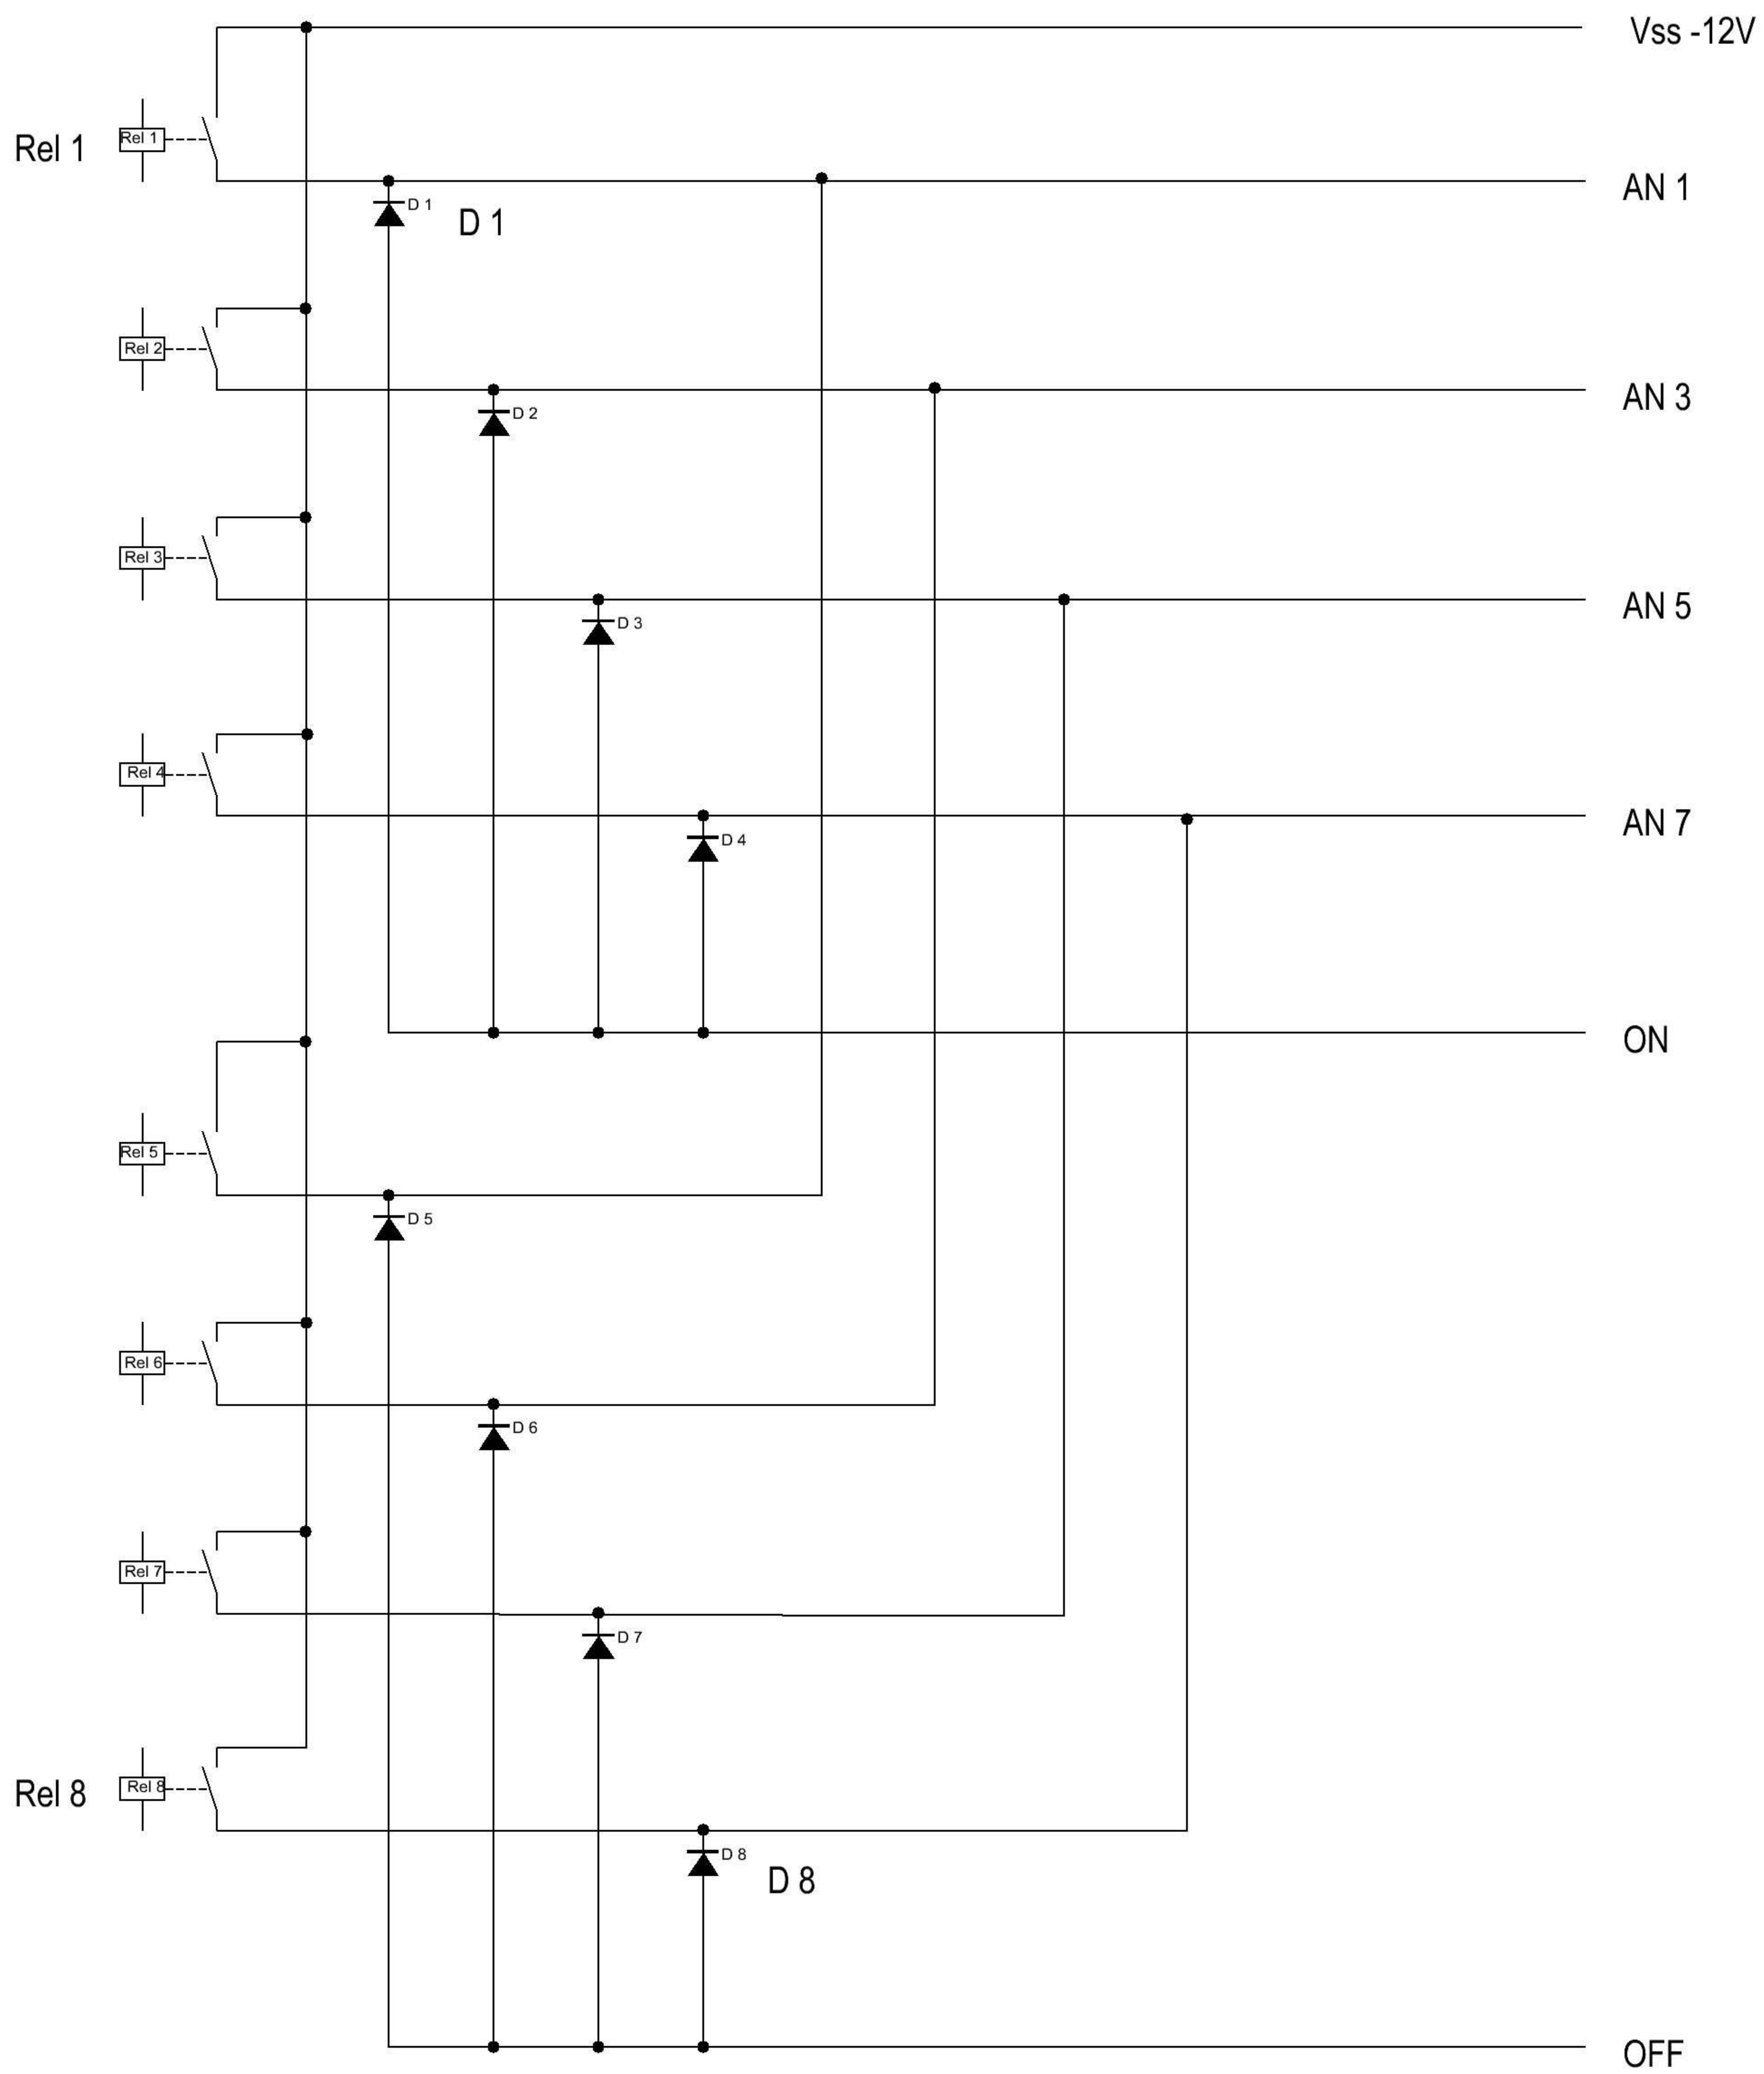 Vss -12V
Rel 1
Rel 1
AN 1
D 1
D 1
Rel 2
AN 3
D 2
Rel 3
AN 5
D 3
Rel 4
AN 7
D 4
ON
Rel 5
D 5
Rel 6
D 6
Rel 7
D 7
Rel 8
Rel 8
D 8
D 8
OFF